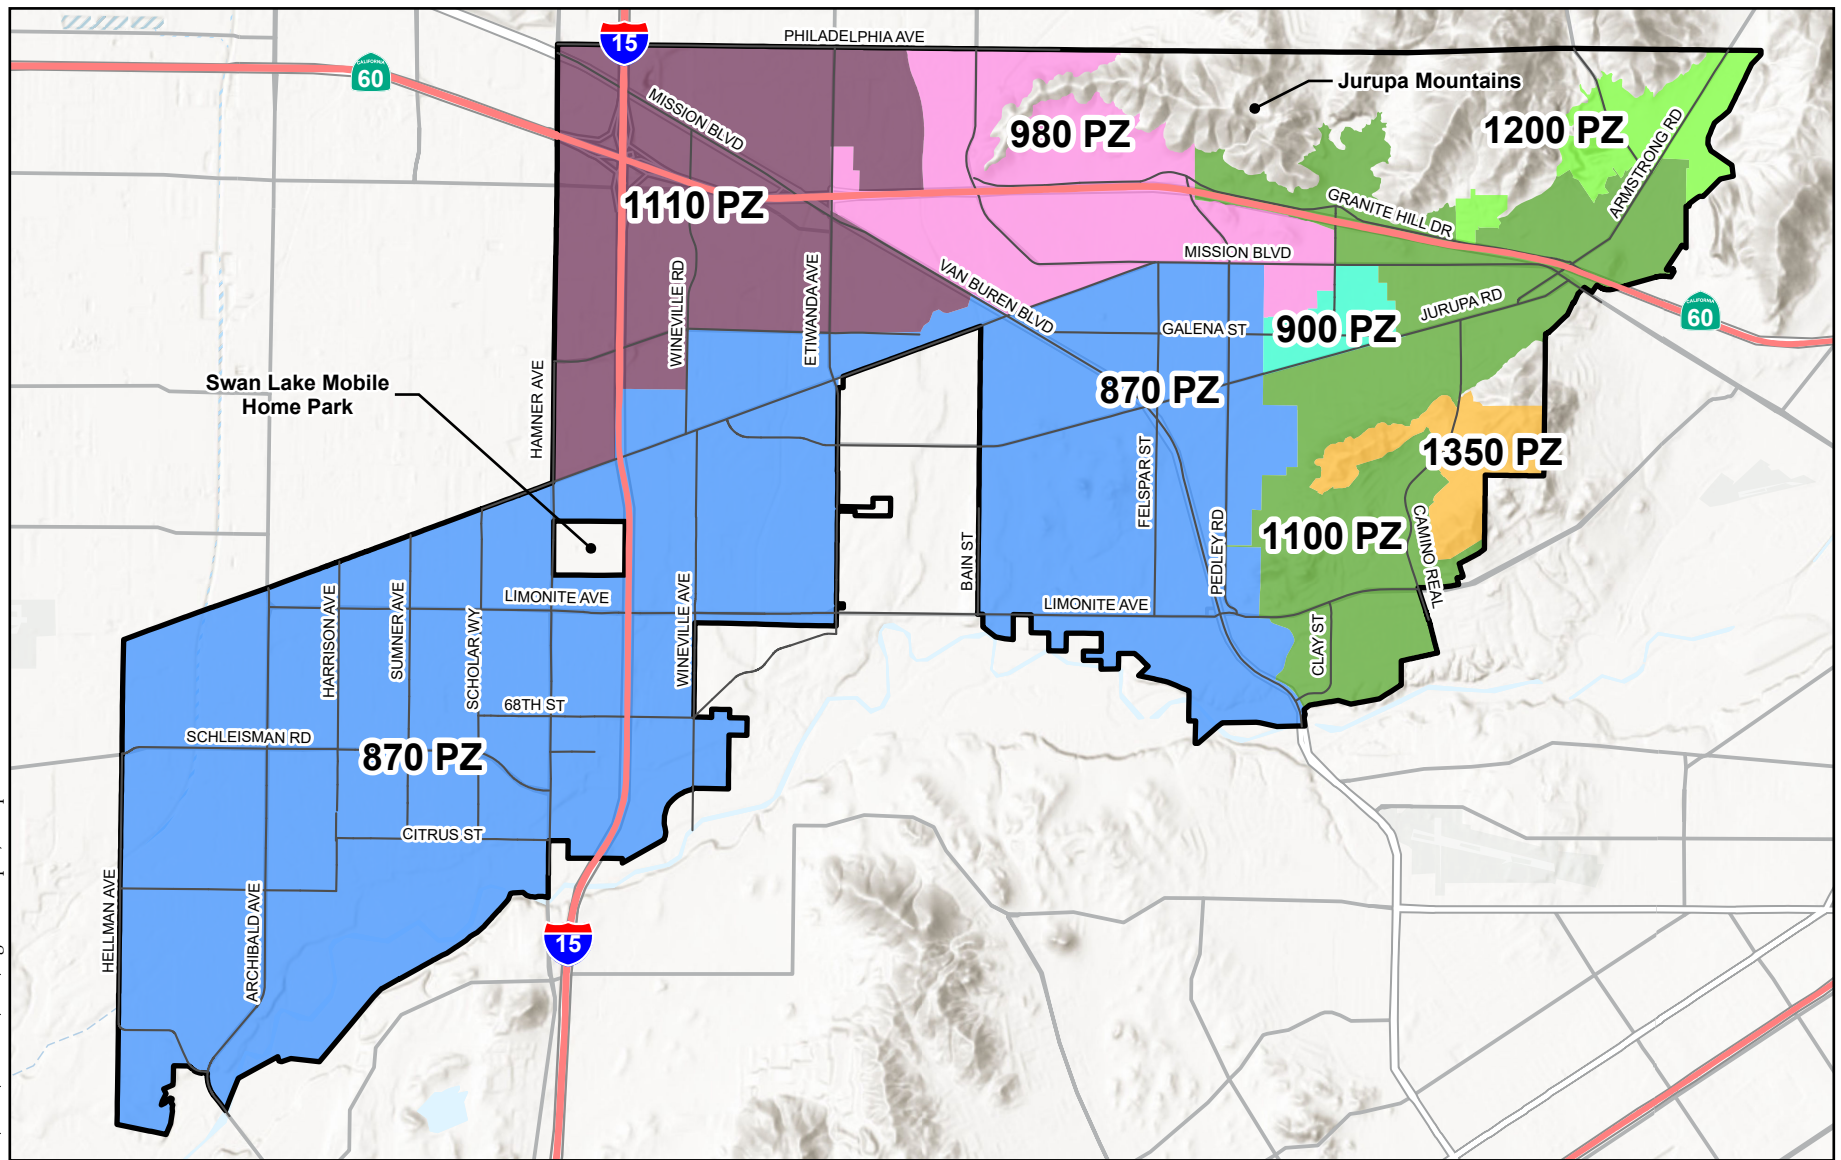 PHILADELPHIA AVE
15
CALIFORNIA
60
MISSION BLVD
Jurupa Mountains
980 PZ
1200 PZ
ARMSTRONG RD
1110 PZ
GRANITE HILL DR
MISSION BLVD
WINEVILLE RD
ETIWANDA AVE
VAN BUREN BLVD
JURUPA RD
CALIFORNIA
60
GALENA ST
900 PZ
HAMNER AVE
Swan Lake Mobile
Home Park
870 PZ
1350 PZ
FELSPAR ST
PEDLEY RD
1100 PZ
CAMINO REAL
BAIN ST
LIMONITE AVE
LIMONITE AVE
HARRISON AVE
SUMNER AVE
SCHOLAR WY
WINEVILLE AVE
CLAY ST
68TH ST
SCHLEISMAN RD
870 PZ
CITRUS ST
HELLMAN AVE
ARCHIBALD AVE
15